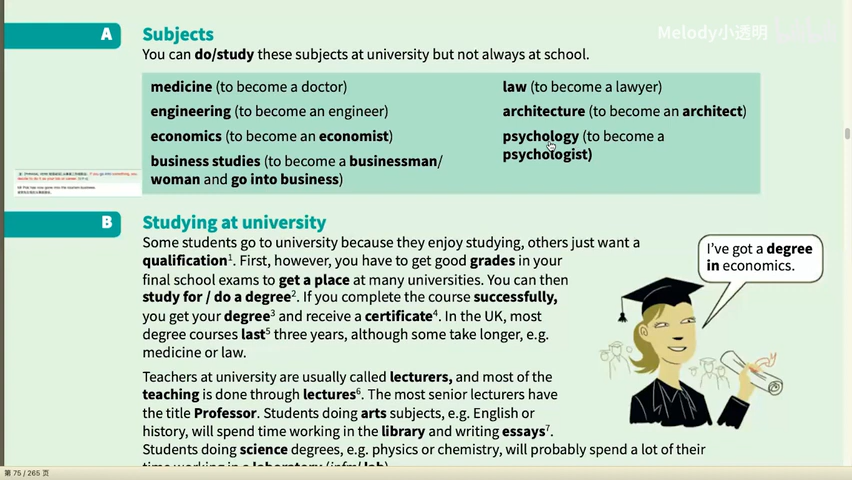 Melody小透明
A Subjects
You can do/study these subjects at university but not always at school.
medicine (to become a doctor)
engineering (to become an engineer)
economics (to become an economist)
business studies (to become a businessman/
woman and go into business)
law (to become a lawyer)
architecture (to become an architect)
psychology (to become a
psychologist)
B Studying at university
Some students go to university because they enjoy studying, others just want a
qualification1. First, however, you have to get good grades in your
final school exams to get a place at many universities. You can then
study for / do a degree2. If you complete the course successfully,
you get your degree3 and receive a certificate4. In the UK, most
degree courses last5 three years, although some take longer, e.g.
medicine or law.
I've got a degree
in economics.
Teachers at university are usually called lecturers, and most of the
teaching is done through lectures6. The most senior lecturers have
the title Professor. Students doing arts subjects, e.g. English or
history, will spend time working in the library and writing essays7.
Students doing science degrees, e.g. physics or chemistry, will probably spend a lot of their
time working in a laboratory (infml lab).
第 75 / 265 页